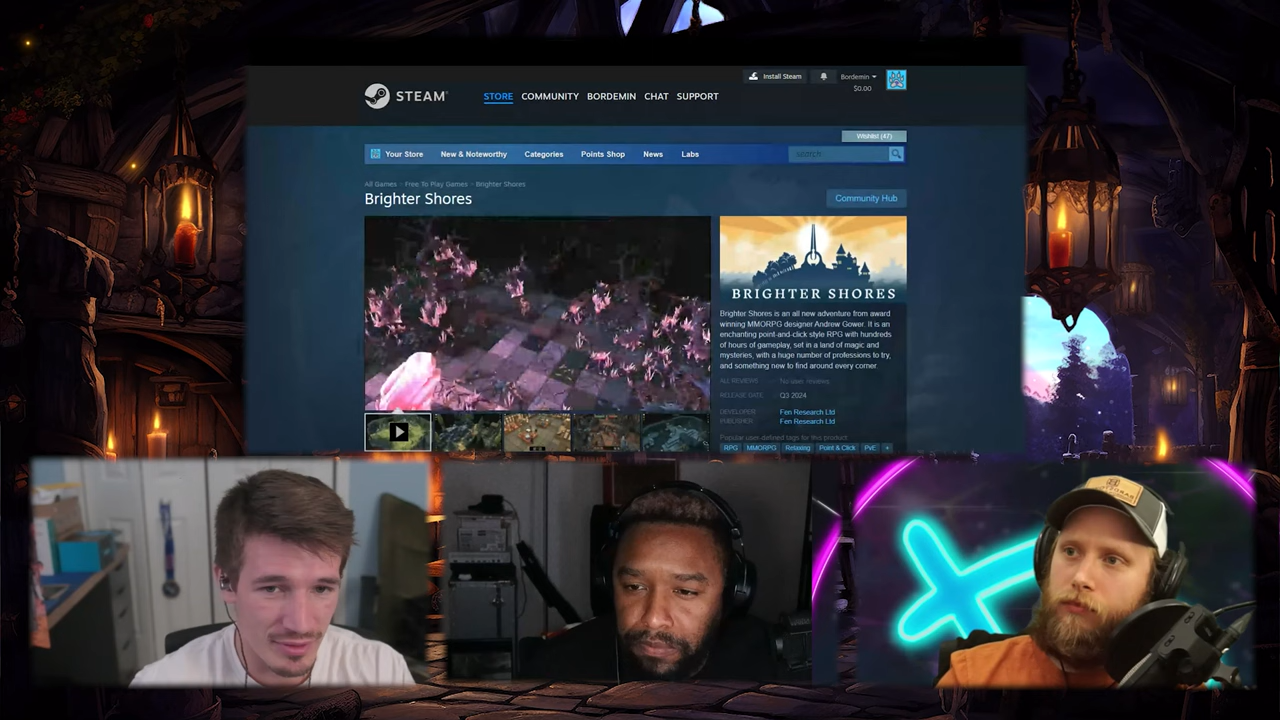 Install Steam
Bordemin
$0.00
STEAM
STORE COMMUNITY BORDEMIN CHAT SUPPORT
Wishlist (47)
Your Store New & Noteworthy Categories Points Shop News Labs
search
All Games > Free To Play Games > Brighter Shores
Brighter Shores
Community Hub
BRIGHTER SHORES
Brighter Shores is an all new adventure from award
winning MMORPG designer Andrew Gower. It is an
enchanting point-and-click style RPG with hundreds
of hours of gameplay, set in a land of magic and
mysteries, with a huge number of professions to try,
and something new to find around every corner.
ALL REVIEWS: No user reviews
RELEASE DATE: Q3 2024
DEVELOPER: Fen Research Ltd
PUBLISHER: Fen Research Ltd
Popular user-defined tags for this product:
RPG MMORPG Relaxing Point & Click PvE +